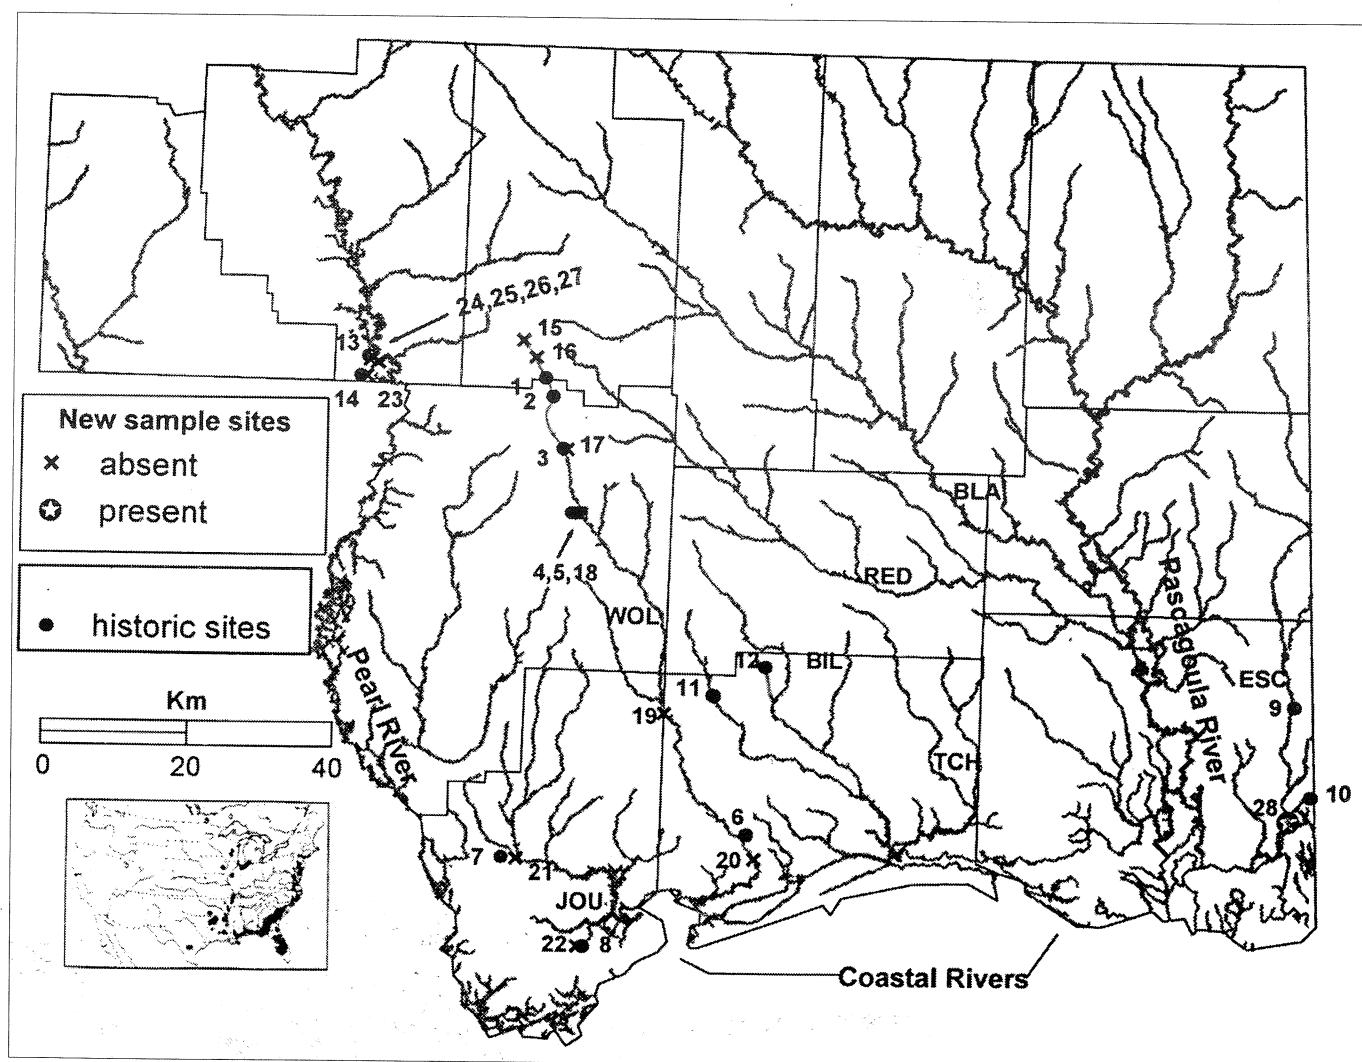 24,25,26,27
15
13
16
1
14
23
2
New sample sites
× absent
present
17
3
BLA
4,5,18
RED
historic sites
WOL
Pascagoula River
Pearl River
12
BIL
11
ESC
Km
19
9
0 20 40
TCH
10
28
6
7
21
20
JOU
22
8
Coastal Rivers